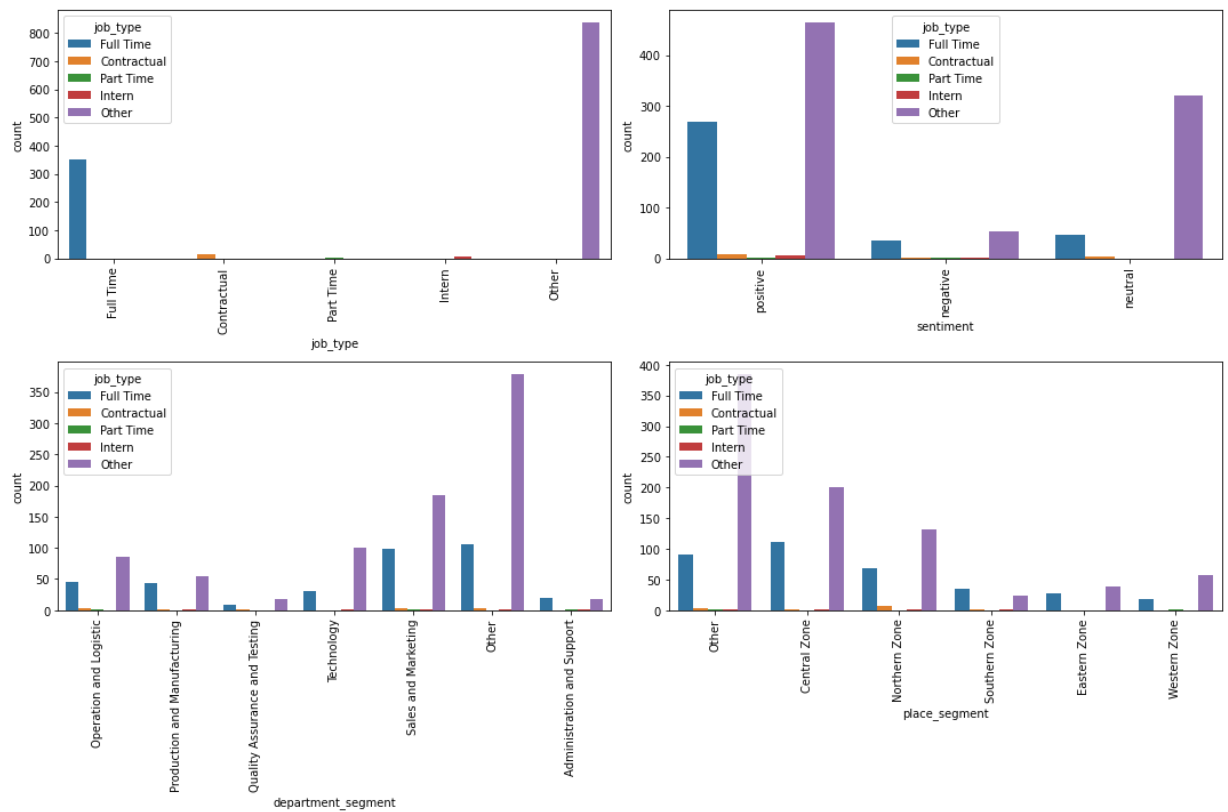 job_type
Full Time
Contractual
Part Time
Intern
Other
800
700
600
500
400
300
200
100
0
count
Full Time
Contractual
Part Time
Intern
Other
job_type
job_type
Full Time
Contractual
Part Time
Intern
Other
400
300
200
100
0
count
positive
negative
neutral
sentiment
job_type
Full Time
Contractual
Part Time
Intern
Other
350
300
250
200
150
100
50
0
count
Operation and Logistic
Production and Manufacturing
Quality Assurance and Testing
Technology
Sales and Marketing
Other
Administration and Support
department_segment
job_type
Full Time
Contractual
Part Time
Intern
Other
400
350
300
250
200
150
100
50
0
count
Other
Central Zone
Northern Zone
Southern Zone
Eastern Zone
Western Zone
place_segment